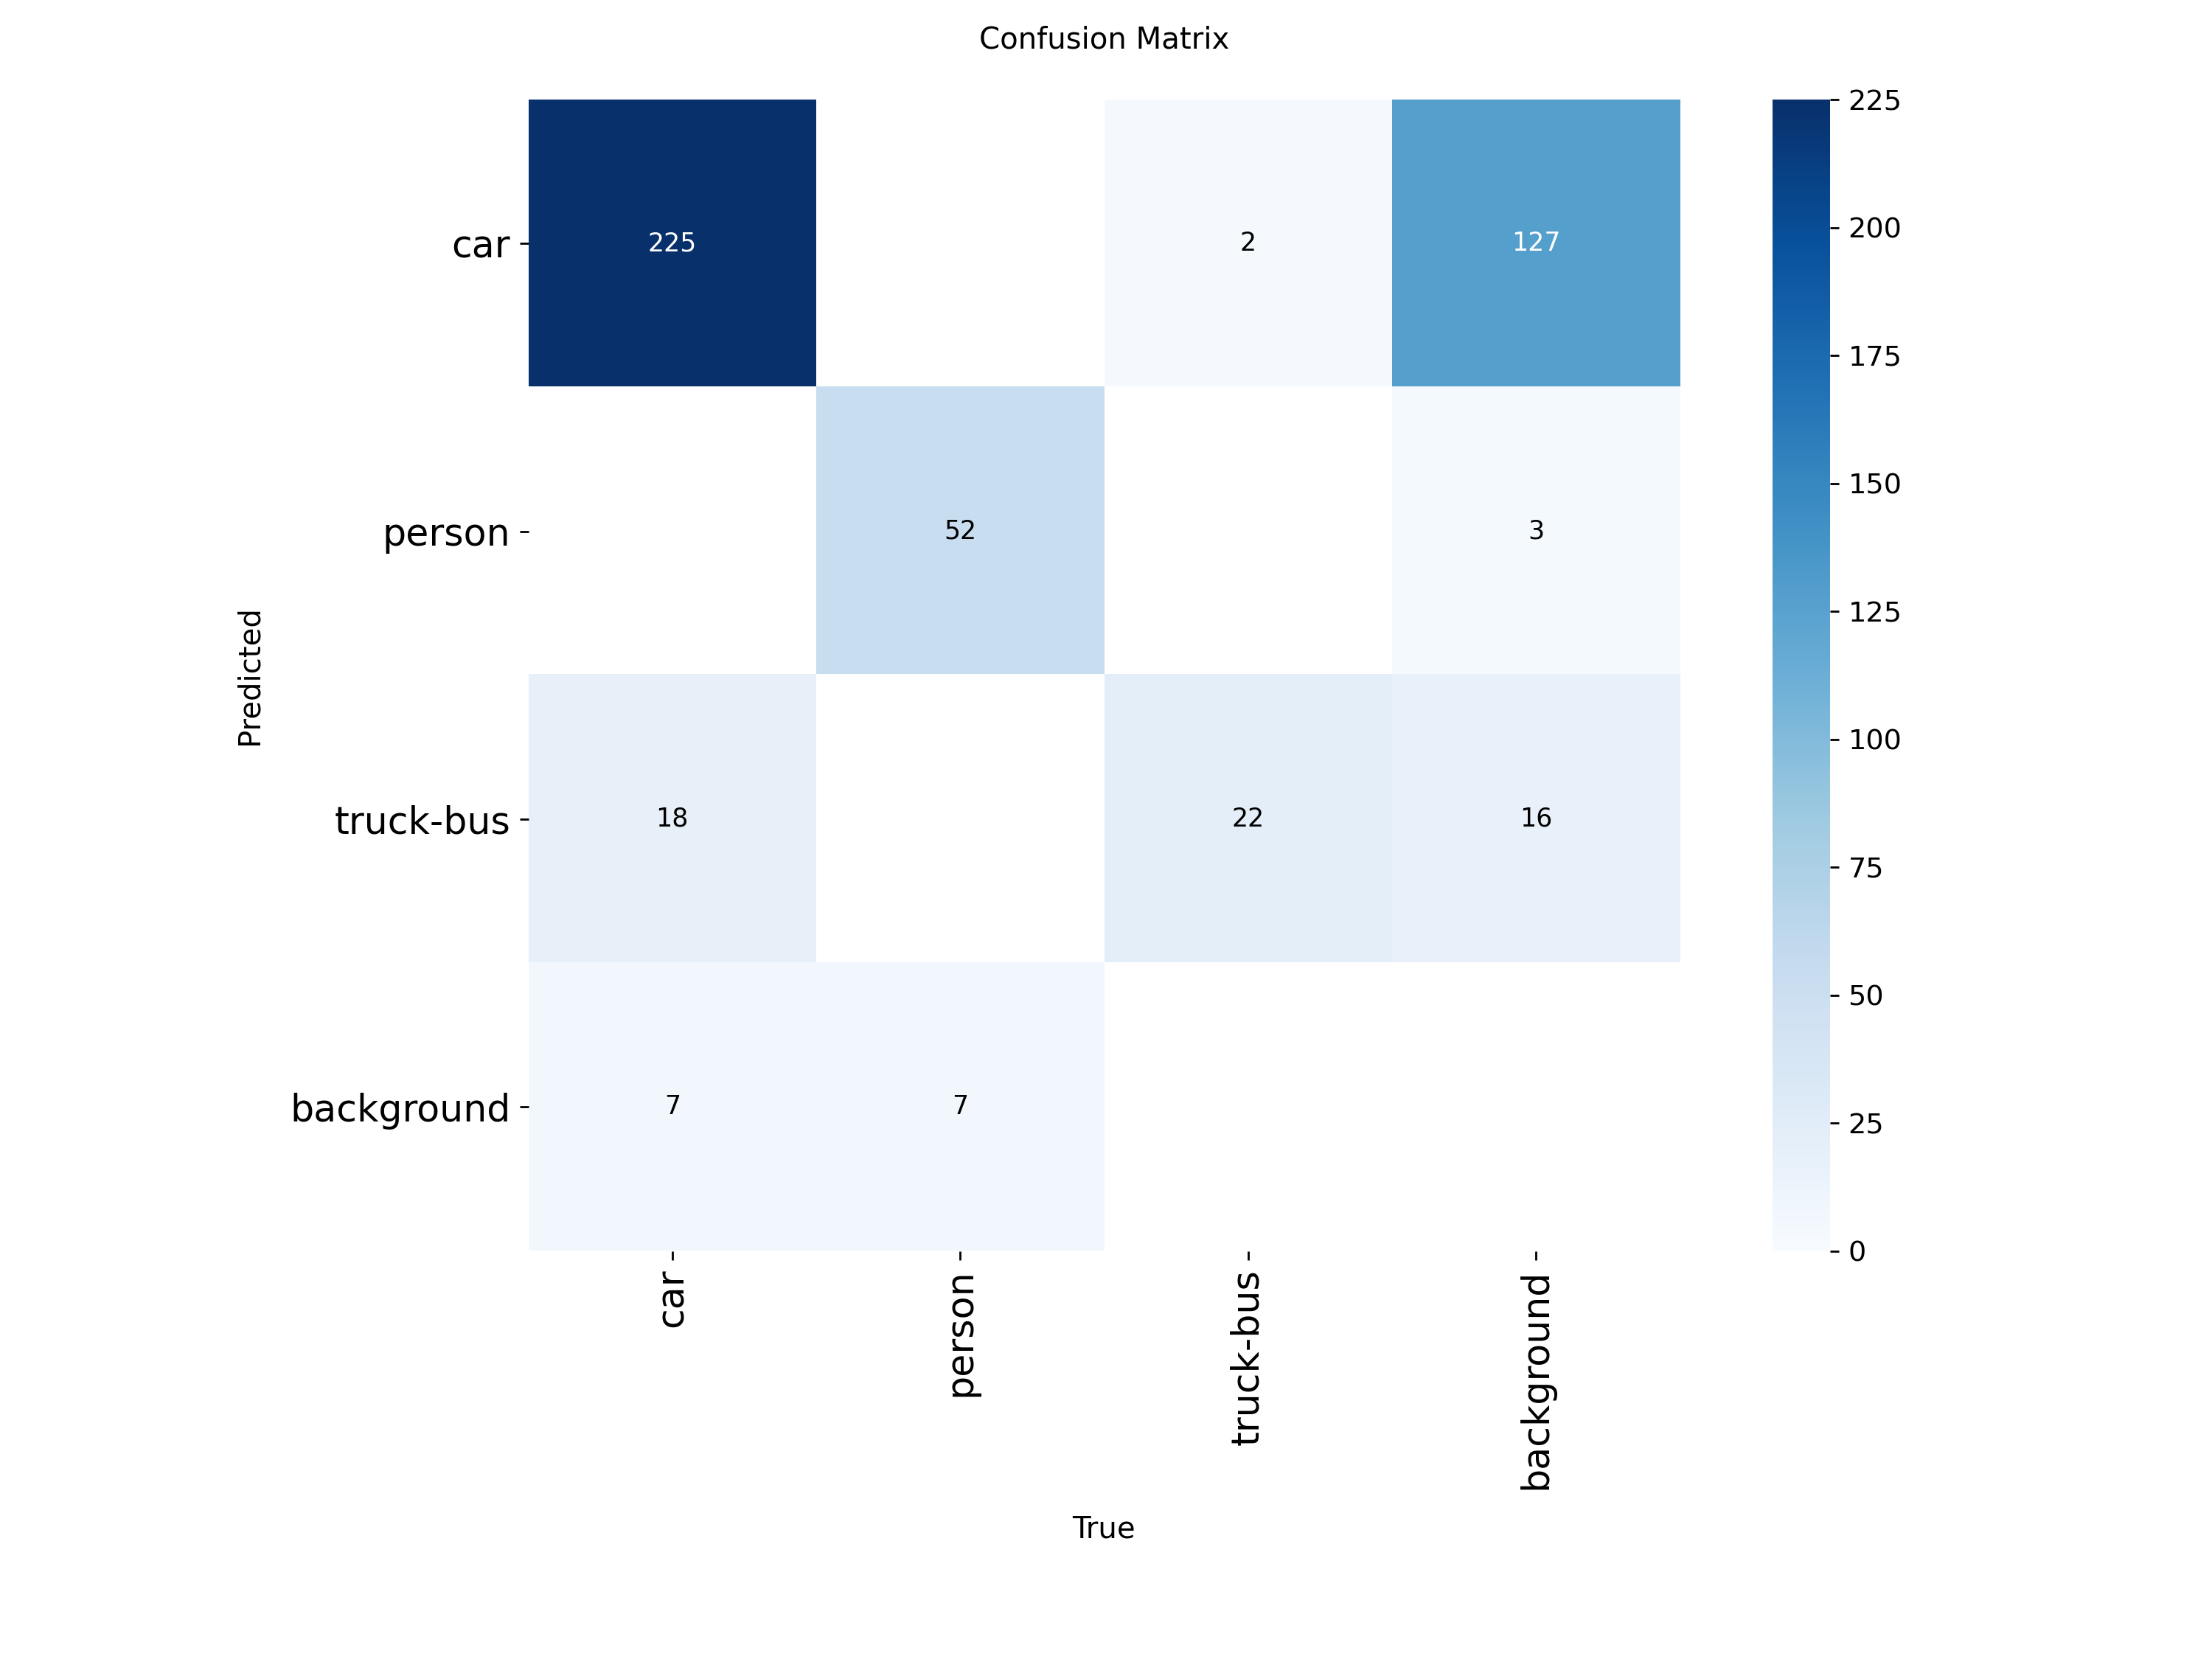 Confusion Matrix
225
200
175
150
125
100
75
50
25
0
Predicted
car
person
truck-bus
background
225 2 127
52 3
18 22 16
7 7
car
person
truck-bus
background
True